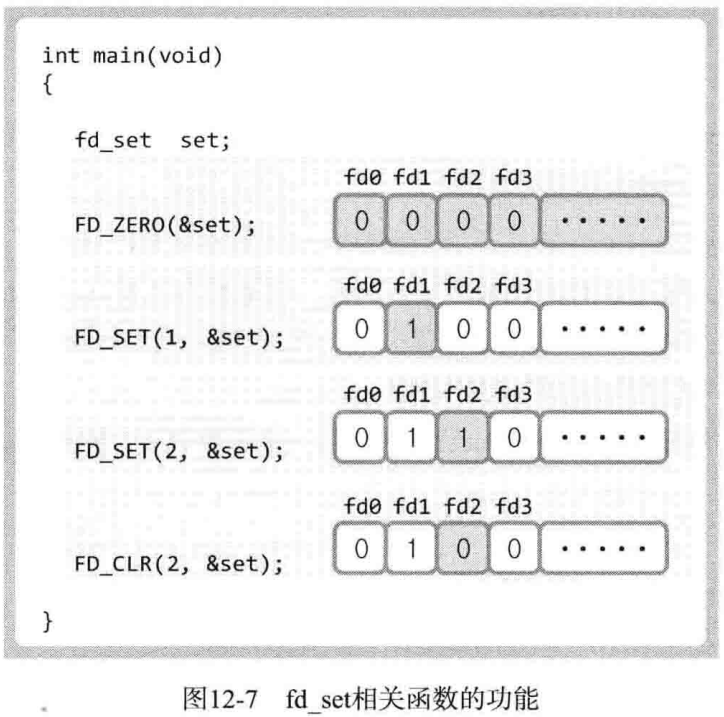 int main(void)
{
fd_set set;
fd0 fd1 fd2 fd3
FD_ZERO(&set); 0 0 0 0 ·····
fd0 fd1 fd2 fd3
FD_SET(1, &set); 0 1 0 0 ·····
fd0 fd1 fd2 fd3
FD_SET(2, &set); 0 1 1 0 ·····
fd0 fd1 fd2 fd3
FD_CLR(2, &set); 0 1 0 0 ·····
}
图12-7 fd_set相关函数的功能